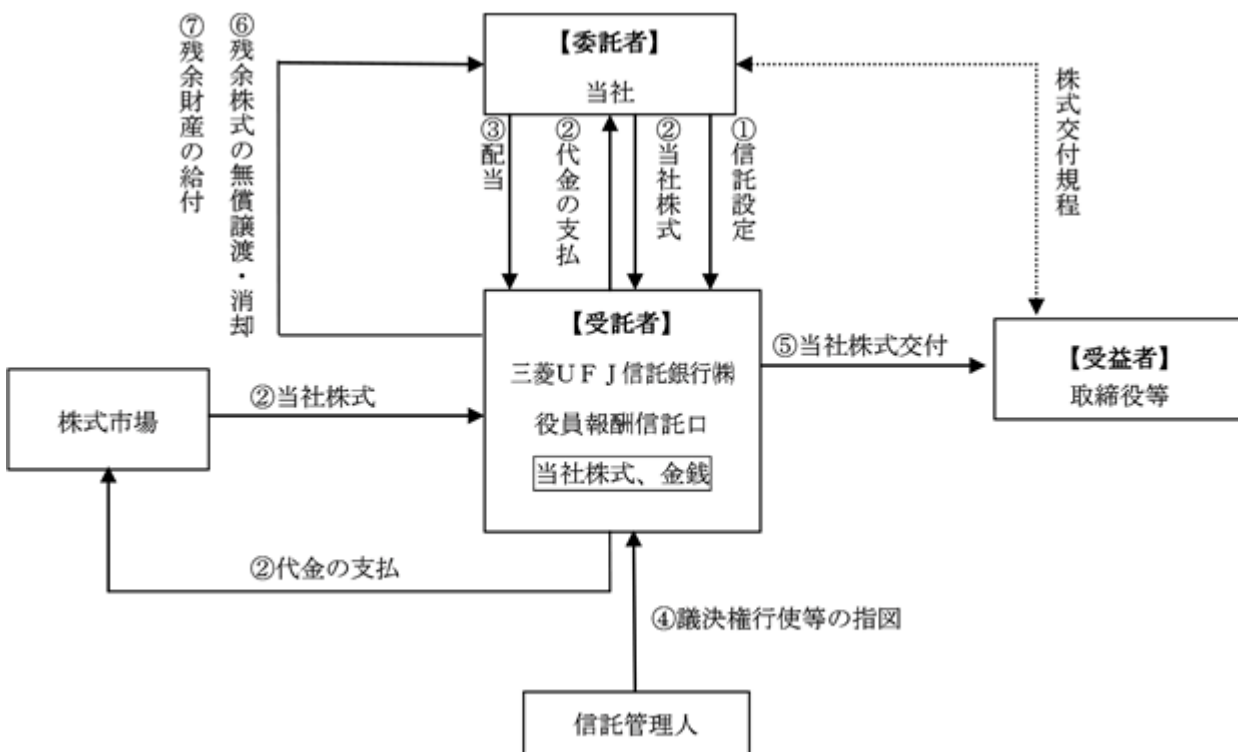 ⑦残余財産の給付
⑥残余株式の無償譲渡・消却
【委託者】
当社
③配当
②代金の支払
②当社株式
①信託設定
株式交付規程
【受託者】
三菱UFJ信託銀行㈱
役員報酬信託口
当社株式、金銭
⑤当社株式交付
【受益者】
取締役等
株式市場
②当社株式
②代金の支払
④議決権行使等の指図
信託管理人